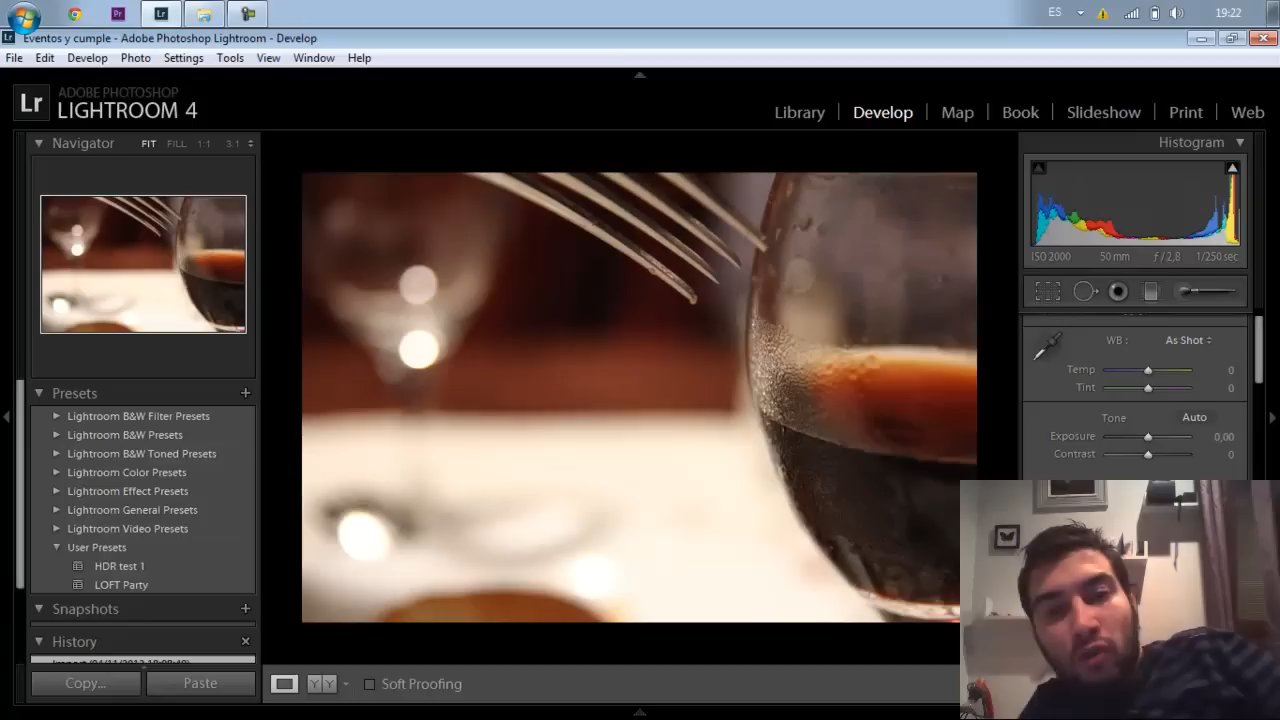 ES
19:22
Eventos y cumple - Adobe Photoshop Lightroom - Develop
File Edit Develop Photo Settings Tools View Window Help
Lr ADOBE PHOTOSHOP
LIGHTROOM 4
Library Develop Map Book Slideshow Print Web
Navigator FIT FILL 1:1 3:1
Histogram
ISO 2000 50 mm ƒ / 2,8 1/250 sec
WB : As Shot
Temp 0
Tint 0
Tone Auto
Exposure 0,00
Contrast 0
Presets
Lightroom B&W Filter Presets
Lightroom B&W Presets
Lightroom B&W Toned Presets
Lightroom Color Presets
Lightroom Effect Presets
Lightroom General Presets
Lightroom Video Presets
User Presets
HDR test 1
LOFT Party
Snapshots
History
Copy... Paste
Y Y
Soft Proofing